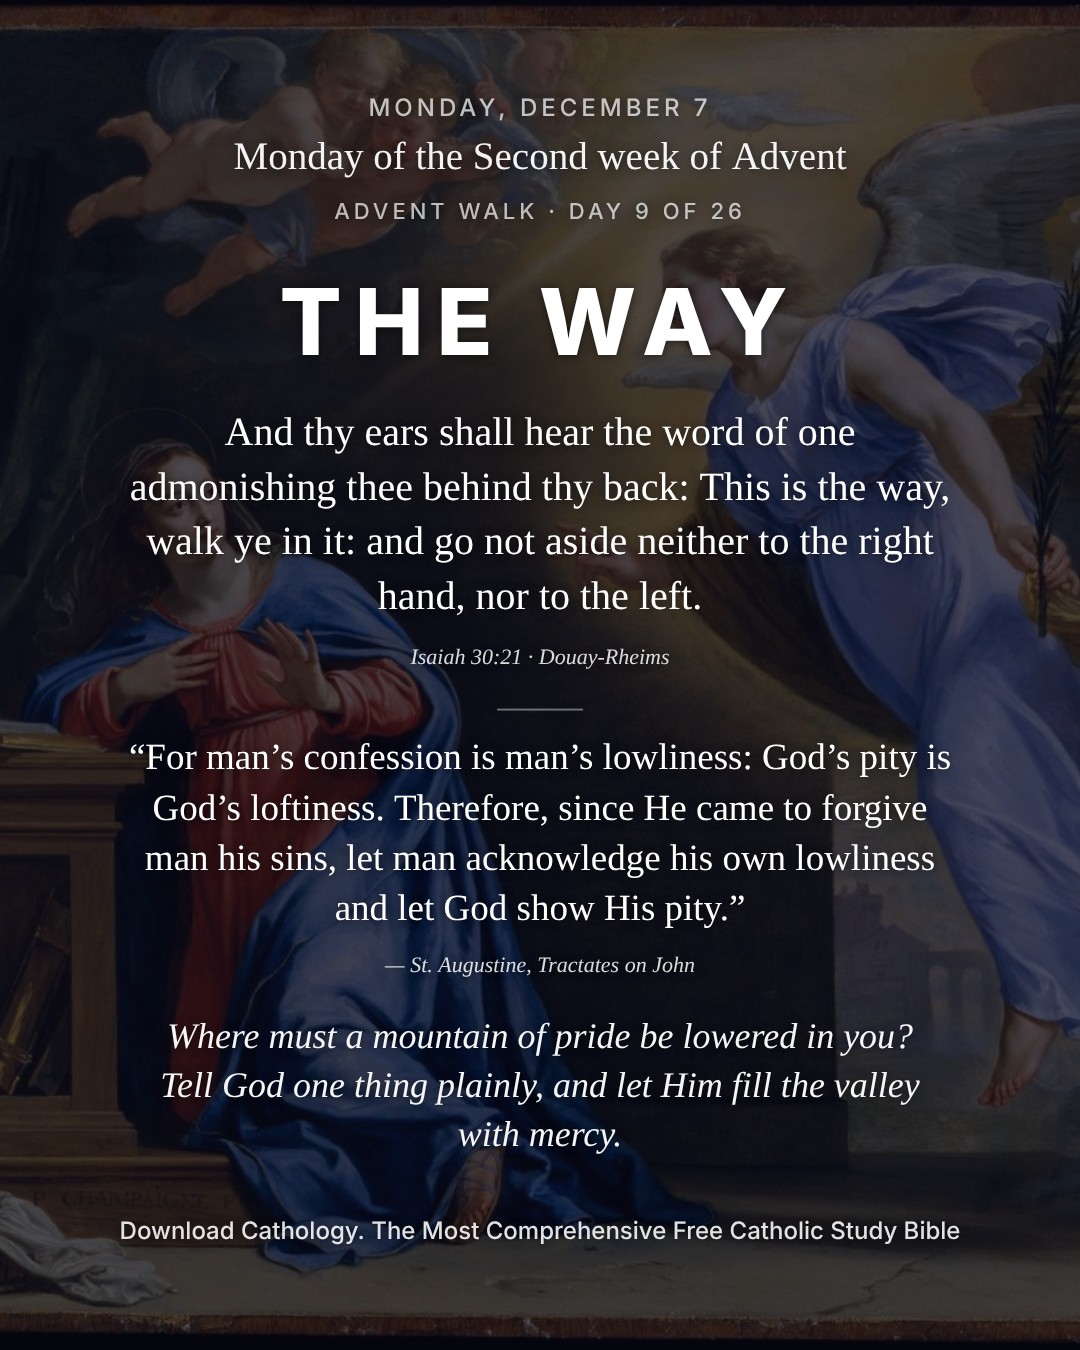 MONDAY, DECEMBER 7
Monday of the Second week of Advent
ADVENT WALK · DAY 9 OF 26
THE WAY
And thy ears shall hear the word of one
admonishing thee behind thy back: This is the way,
walk ye in it: and go not aside neither to the right
hand, nor to the left.
Isaiah 30:21 · Douay-Rheims
“For man’s confession is man’s lowliness: God’s pity is
God’s loftiness. Therefore, since He came to forgive
man his sins, let man acknowledge his own lowliness
and let God show His pity.”
— St. Augustine, Tractates on John
Where must a mountain of pride be lowered in you?
Tell God one thing plainly, and let Him fill the valley
with mercy.
P. CHAMPAIGNE
Download Cathology. The Most Comprehensive Free Catholic Study Bible